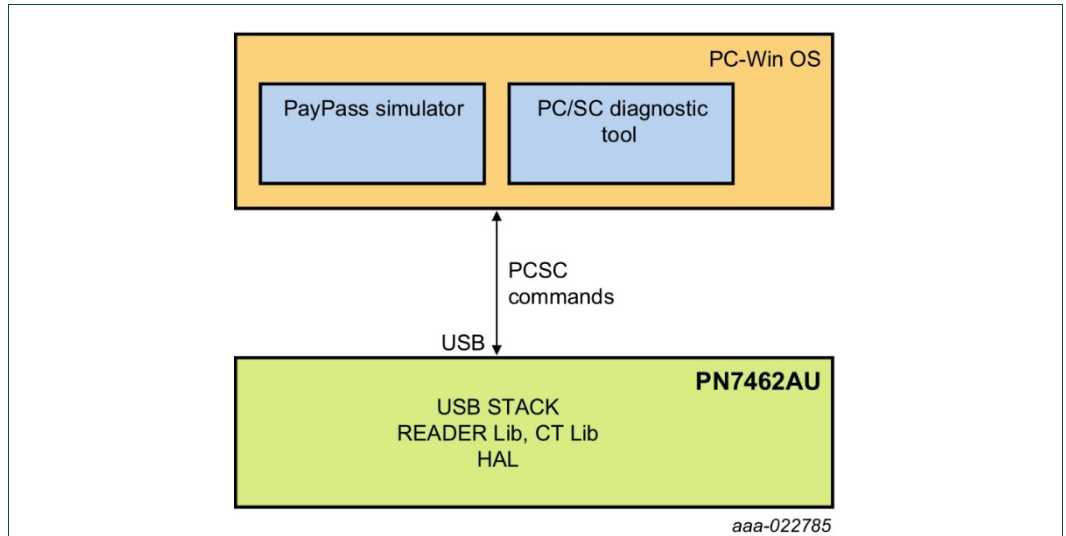 PC-Win OS
PayPass simulator
PC/SC diagnostic
tool
PCSC
commands
USB
PN7462AU
USB STACK
READER Lib, CT Lib
HAL
aaa-022785